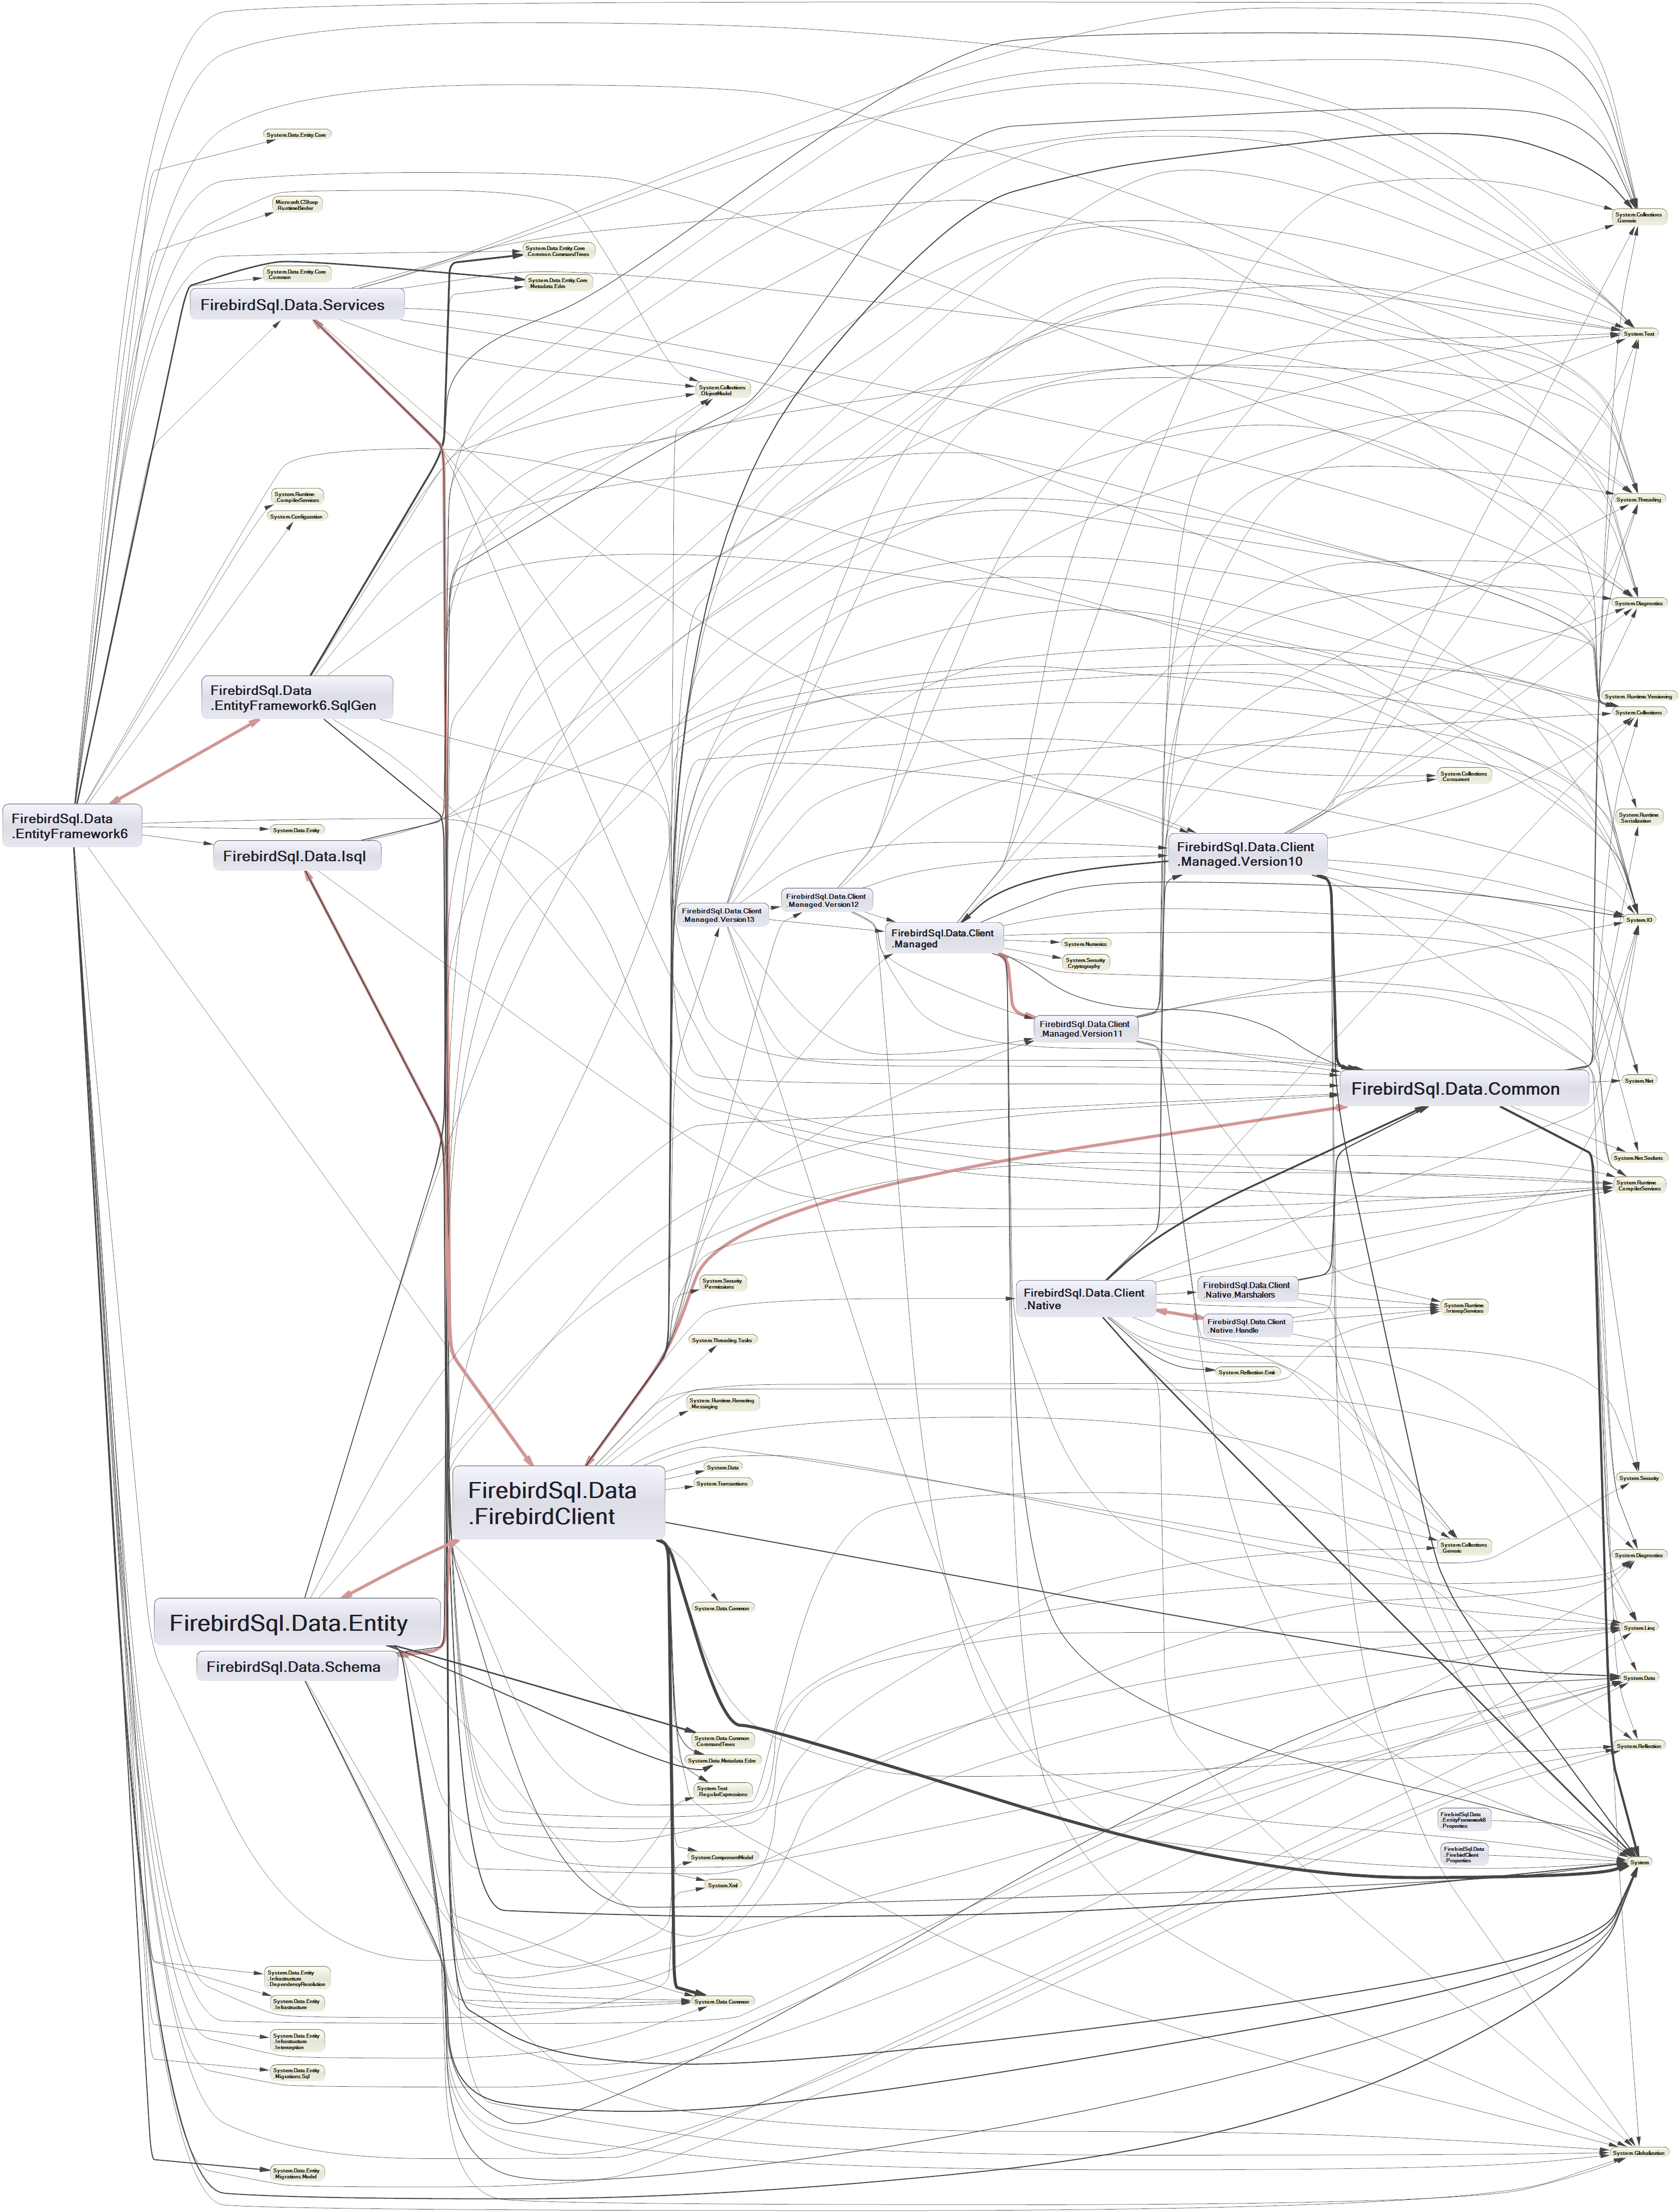 System.Data.Entity.Core
Microsoft.CSharp
.RuntimeBinder
System.Collections
.Generic
System.Data.Entity.Core
.Common.CommandTrees
System.Data.Entity.Core
.Common
System.Data.Entity.Core
.Metadata.Edm
FirebirdSql.Data.Services
System.Text
System.Collections
.ObjectModel
System.Runtime
.CompilerServices
System.Configuration
System.Threading
System.Diagnostics
FirebirdSql.Data
.EntityFramework6.SqlGen
System.Runtime.Versioning
System.Collections
System.Collections
.Concurrent
FirebirdSql.Data
.EntityFramework6
System.Data.Entity
FirebirdSql.Data.Isql
System.Runtime
.Serialization
FirebirdSql.Data.Client
.Managed.Version10
FirebirdSql.Data.Client
.Managed.Version12
FirebirdSql.Data.Client
.Managed.Version13
System.IO
FirebirdSql.Data.Client
.Managed
System.Numerics
System.Security
.Cryptography
FirebirdSql.Data.Client
.Managed.Version11
FirebirdSql.Data.Common
System.Net
System.Net.Sockets
System.Runtime
.CompilerServices
System.Security
.Permissions
FirebirdSql.Data.Client
.Native
FirebirdSql.Data.Client
.Native.Marshalers
System.Runtime
.InteropServices
FirebirdSql.Data.Client
.Native.Handle
System.Threading.Tasks
System.Reflection.Emit
System.Runtime.Remoting
.Messaging
System.Data
System.Transactions
System.Security
FirebirdSql.Data
.FirebirdClient
System.Collections
.Generic
System.Diagnostics
System.Data.Common
FirebirdSql.Data.Entity
System.Linq
FirebirdSql.Data.Schema
System.Data
System.Data.Common
.CommandTrees
System.Reflection
System.Data.Metadata.Edm
System.Text
.RegularExpressions
FirebirdSql.Data
.EntityFramework6
.Properties
FirebirdSql.Data
.FirebirdClient
.Properties
System.ComponentModel
System
System.Xml
System.Data.Entity
.Infrastructure
.DependencyResolution
System.Data.Entity
.Infrastructure
System.Data.Common
System.Data.Entity
.Infrastructure
.Interception
System.Data.Entity
.Migrations.Sql
System.Globalization
System.Data.Entity
.Migrations.Model